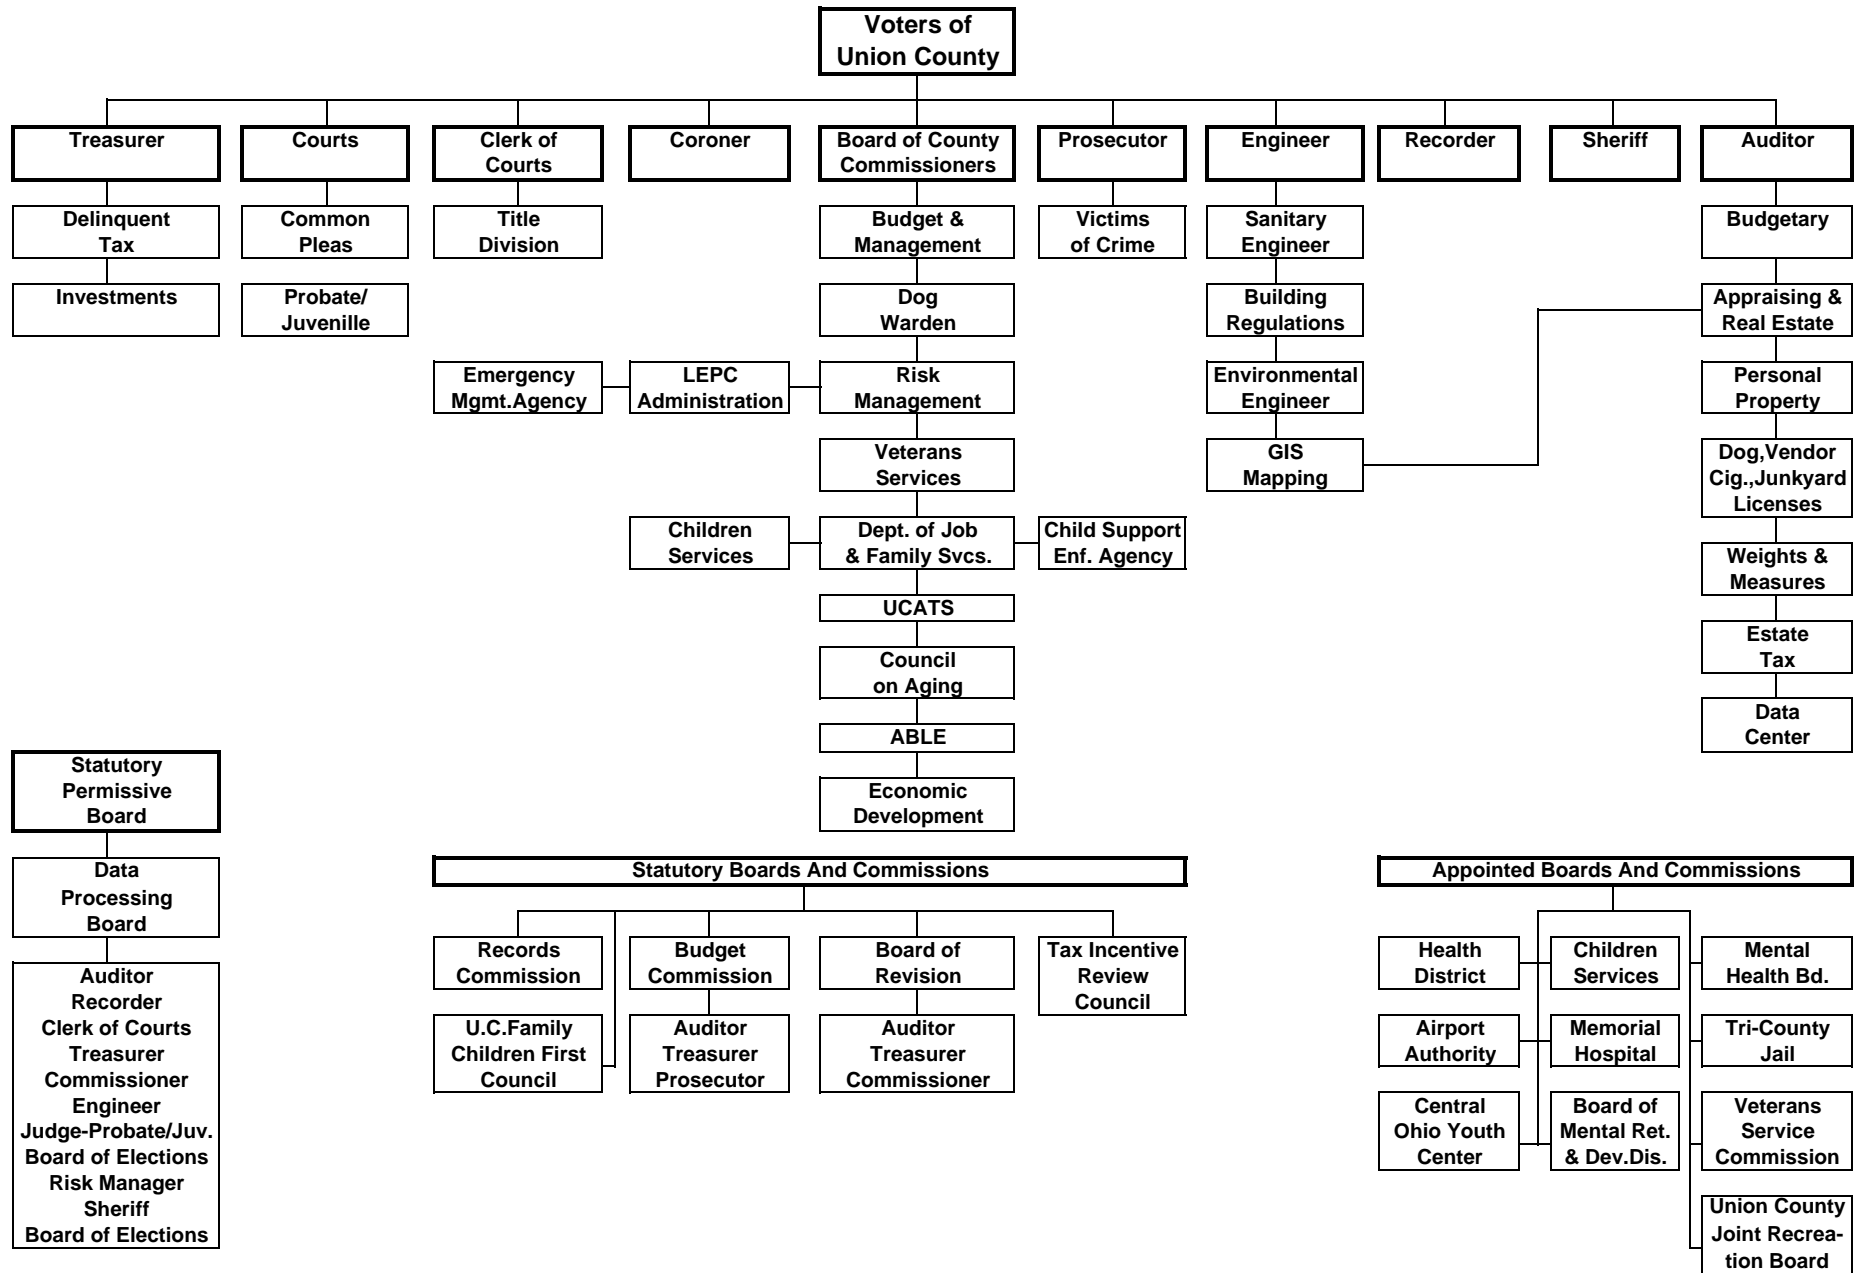 Voters of
Union County
Treasurer
Courts
Clerk of
Courts
Coroner
Board of County
Commissioners
Prosecutor
Engineer
Recorder
Sheriff
Auditor
Delinquent
Tax
Common
Pleas
Title
Division
Budget &
Management
Victims
of Crime
Sanitary
Engineer
Budgetary
Investments
Probate/
Juvenille
Dog
Warden
Building
Regulations
Appraising &
Real Estate
Emergency
Mgmt.Agency
LEPC
Administration
Risk
Management
Environmental
Engineer
Personal
Property
Veterans
Services
GIS
Mapping
Dog,Vendor
Cig.,Junkyard
Licenses
Children
Services
Dept. of Job
& Family Svcs.
Child Support
Enf. Agency
Weights &
Measures
UCATS
Estate
Tax
Council
on Aging
Data
Center
ABLE
Economic
Development
Statutory
Permissive
Board
Data
Processing
Board
Auditor
Recorder
Clerk of Courts
Treasurer
Commissioner
Engineer
Judge-Probate/Juv.
Board of Elections
Risk Manager
Sheriff
Board of Elections
Statutory Boards And Commissions
Records
Commission
Budget
Commission
Board of
Revision
Tax Incentive
Review
Council
U.C.Family
Children First
Council
Auditor
Treasurer
Prosecutor
Auditor
Treasurer
Commissioner
Appointed Boards And Commissions
Health
District
Children
Services
Mental
Health Bd.
Airport
Authority
Memorial
Hospital
Tri-County
Jail
Central
Ohio Youth
Center
Board of
Mental Ret.
& Dev.Dis.
Veterans
Service
Commission
Union County
Joint Recrea-
tion Board